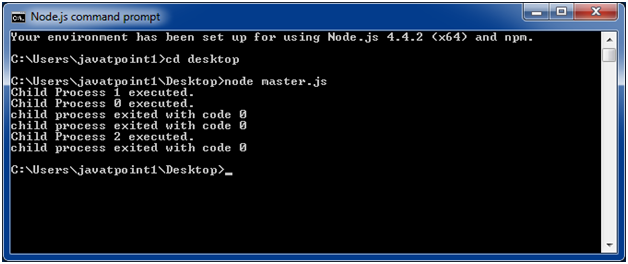 Node.js command prompt
Your environment has been set up for using Node.js 4.4.2 (x64) and npm.
C:\Users\javatpoint1>cd desktop
C:\Users\javatpoint1\Desktop>node master.js
Child Process 1 executed.
Child Process 0 executed.
child process exited with code 0
child process exited with code 0
Child Process 2 executed.
child process exited with code 0
C:\Users\javatpoint1\Desktop>_